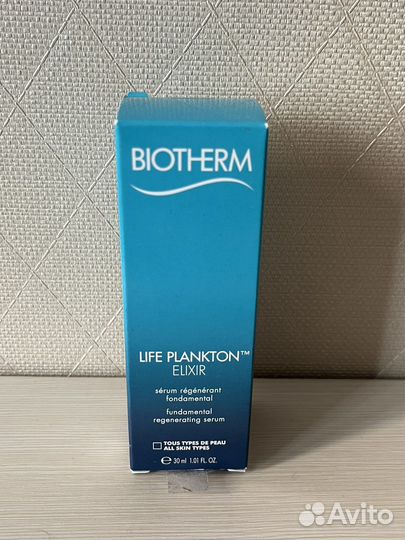 BIOTHERM
LIFE PLANKTON™
ELIXIR
sérum régénérant
fondamental
fundamental
regenerating serum
TOUS TYPES DE PEAU
ALL SKIN TYPES
℮ 30 ml 1.01 FL. OZ.
Avito